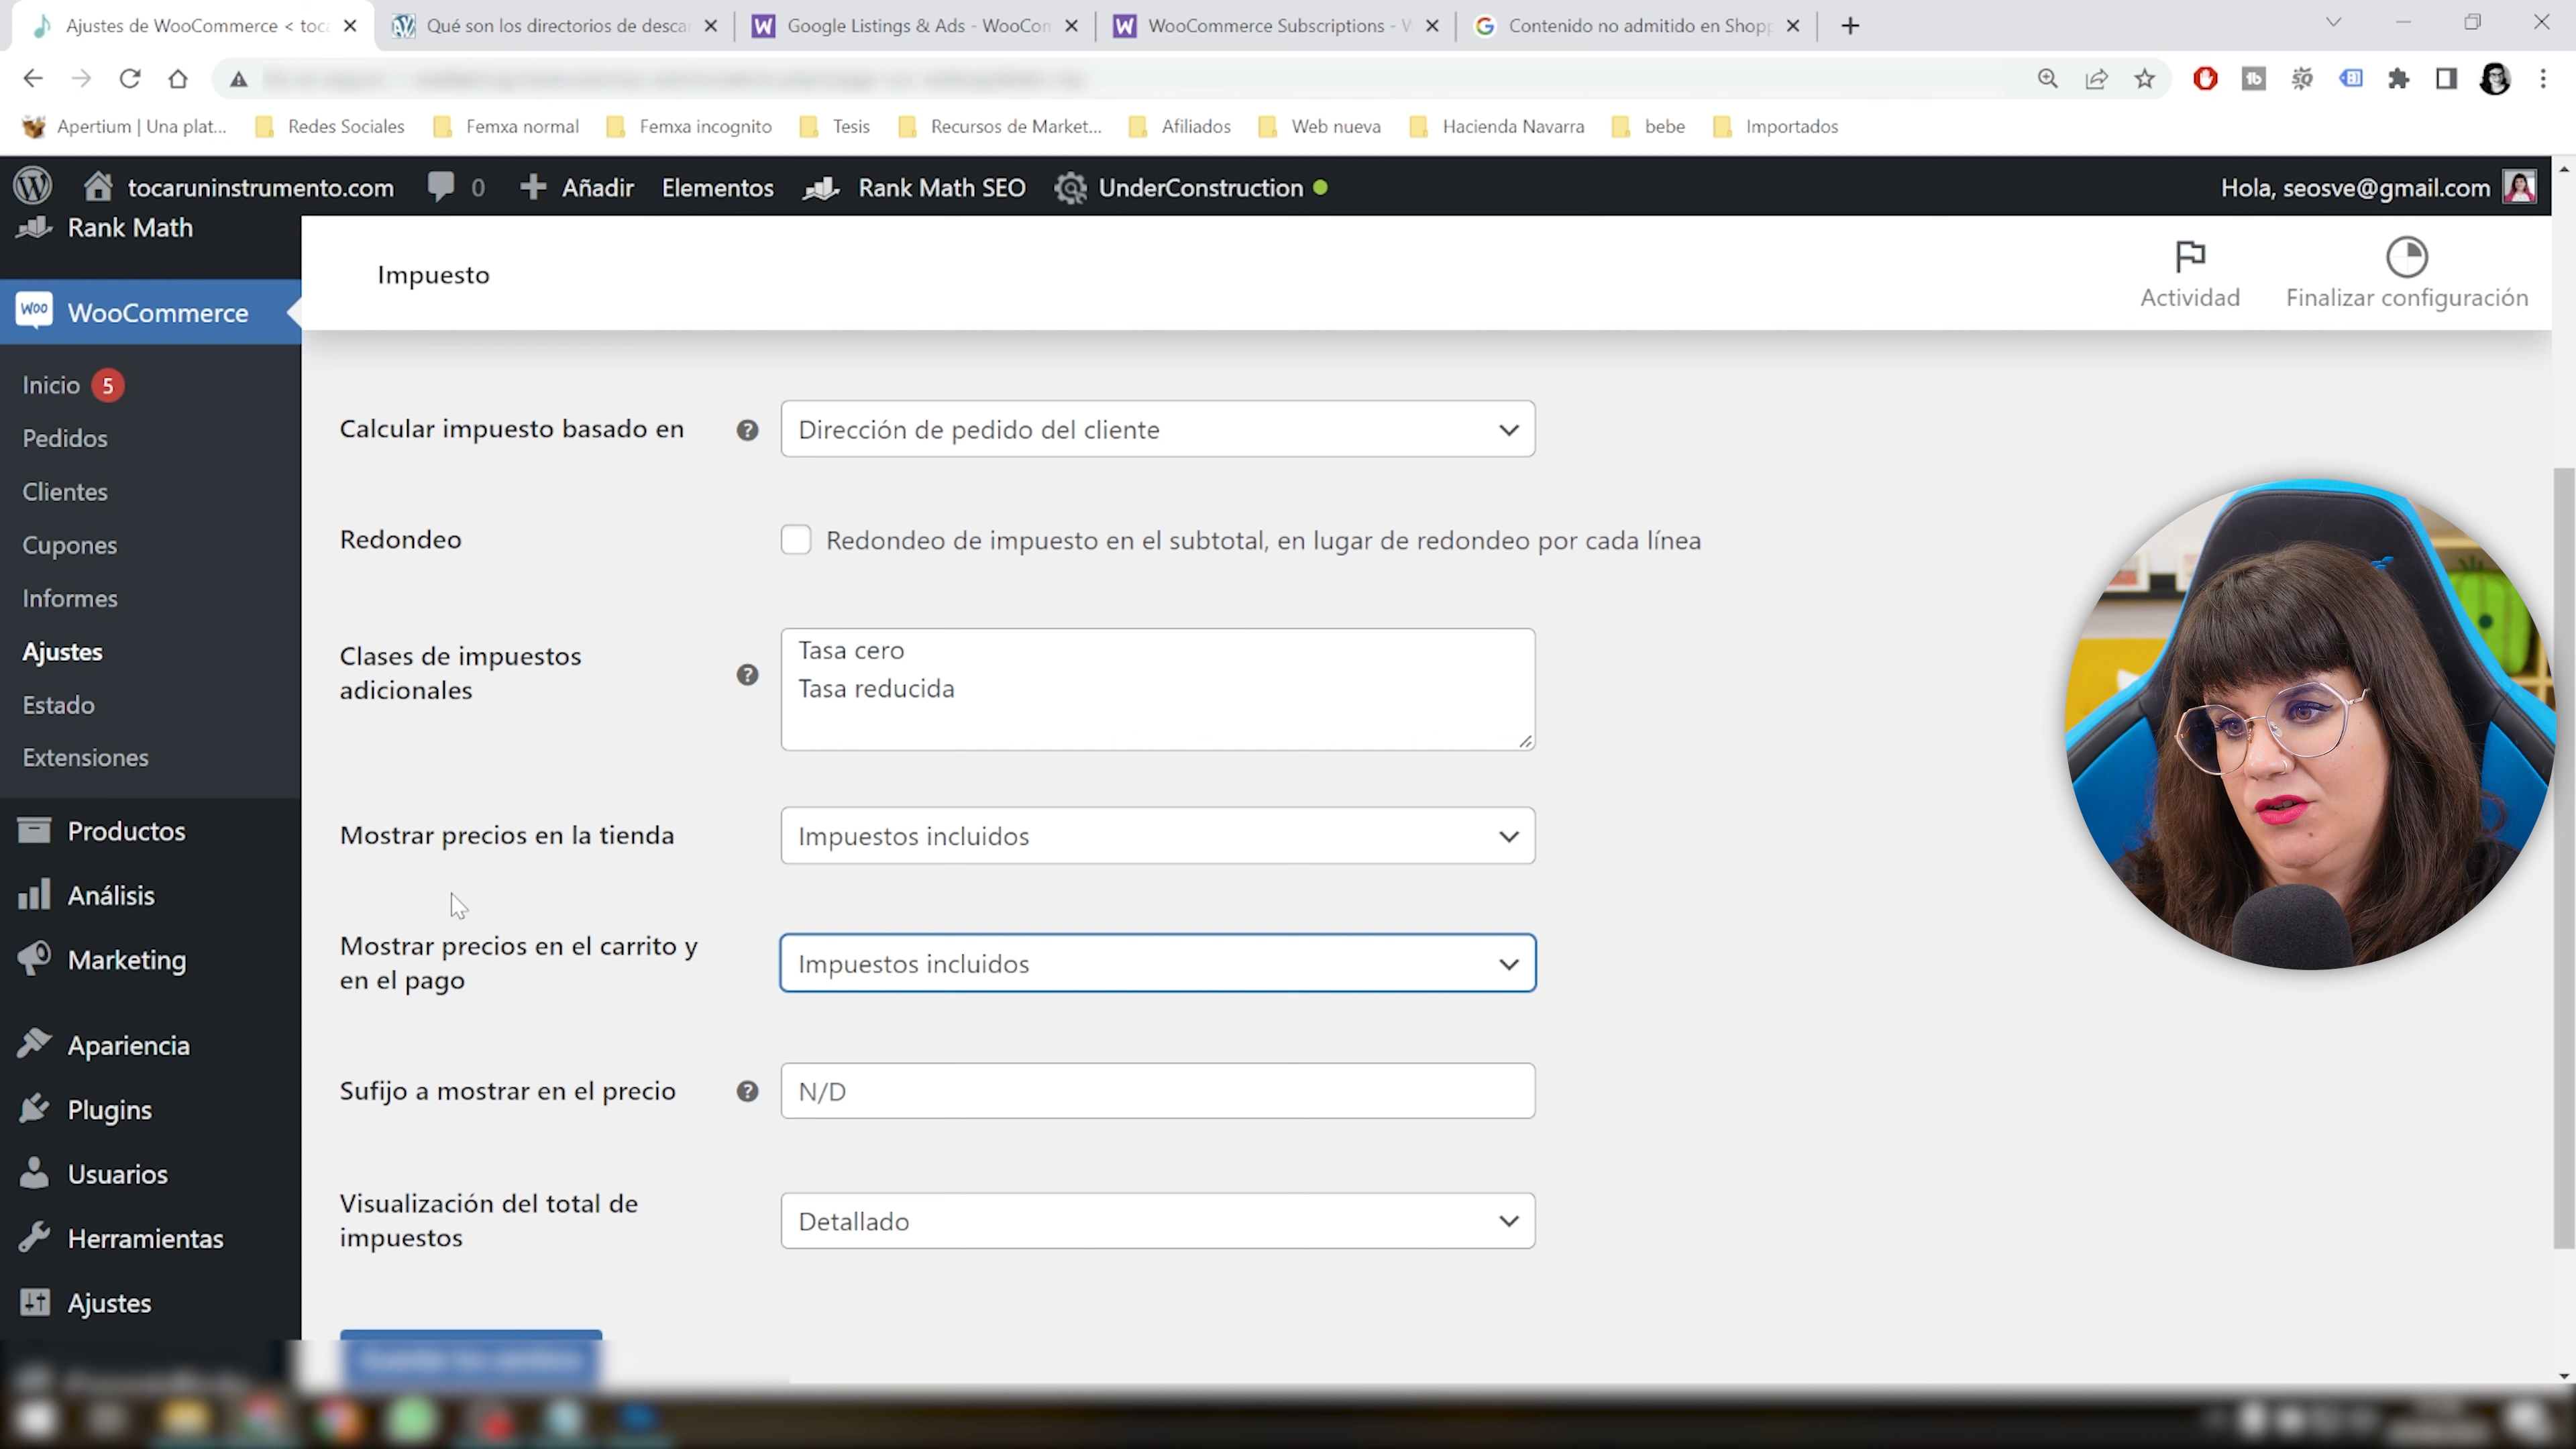 Ajustes de WooCommerce < toca
Qué son los directorios de desca
Google Listings & Ads - WooCom
WooCommerce Subscriptions - W
Contenido no admitido en Shopp
Apertium | Una plat...
Redes Sociales
Femxa normal
Femxa incognito
Tesis
Recursos de Market...
Afiliados
Web nueva
Hacienda Navarra
bebe
Importados
tocaruninstrumento.com
0
Añadir
Elementos
Rank Math SEO
UnderConstruction
Hola, seosve@gmail.com
Rank Math
WooCommerce
Inicio 5
Pedidos
Clientes
Cupones
Informes
Ajustes
Estado
Extensiones
Productos
Análisis
Marketing
Apariencia
Plugins
Usuarios
Herramientas
Ajustes
Impuesto
Actividad
Finalizar configuración
Calcular impuesto basado en
Dirección de pedido del cliente
Redondeo
Redondeo de impuesto en el subtotal, en lugar de redondeo por cada línea
Clases de impuestos
adicionales
Tasa cero
Tasa reducida
Mostrar precios en la tienda
Impuestos incluidos
Mostrar precios en el carrito y
en el pago
Impuestos incluidos
Sufijo a mostrar en el precio
N/D
Visualización del total de
impuestos
Detallado